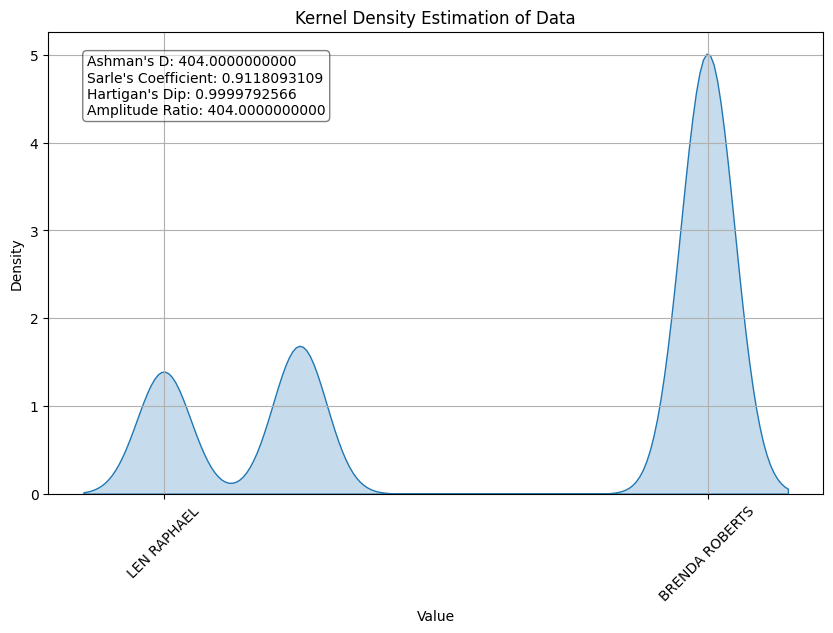 Kernel Density Estimation of Data
Ashman's D: 404.0000000000
Sarle's Coefficient: 0.9118093109
Hartigan's Dip: 0.9999792566
Amplitude Ratio: 404.0000000000
Density
5
4
3
2
1
0
LEN RAPHAEL
BRENDA ROBERTS
Value